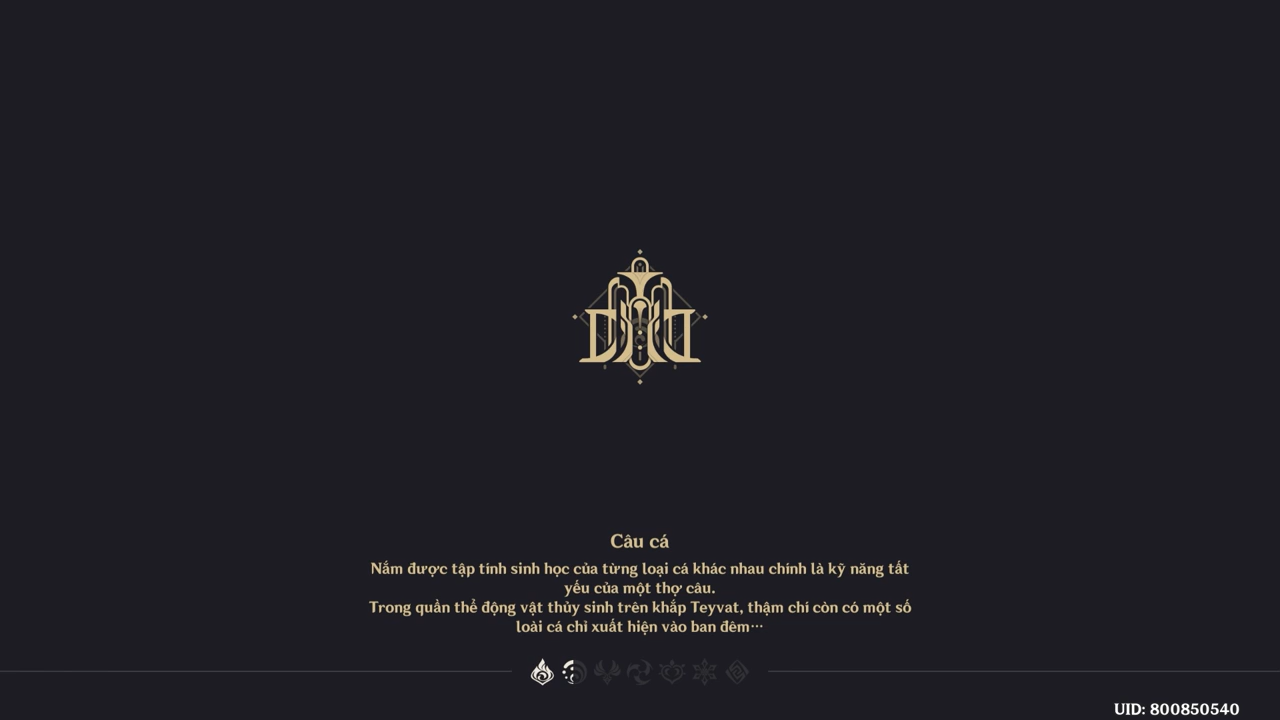 Câu cá
Nắm được tập tính sinh học của từng loại cá khác nhau chính là kỹ năng tất
yếu của một thợ câu.
Trong quần thể động vật thủy sinh trên khắp Teyvat, thậm chí còn có một số
loài cá chỉ xuất hiện vào ban đêm…
UID: 800850540